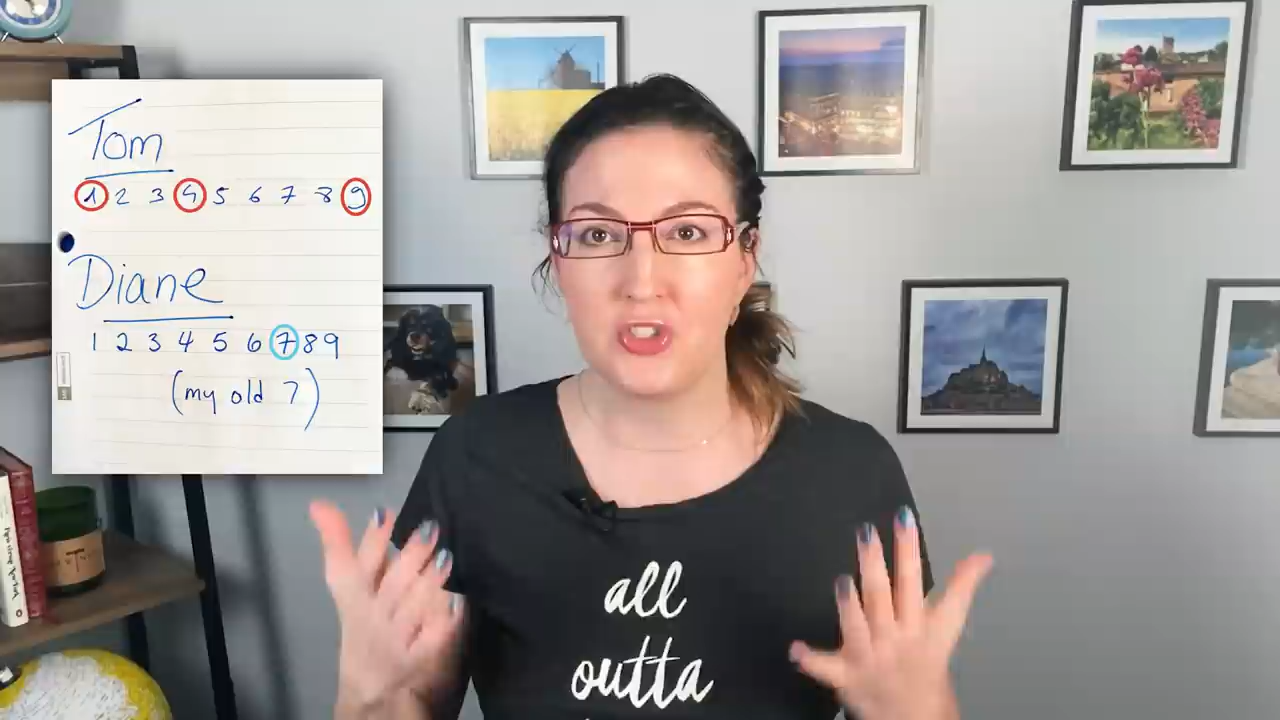 Tom
1 2 3 4 5 6 7 8 9
Diane
1 2 3 4 5 6 7 8 9
(my old 7)
all
outta